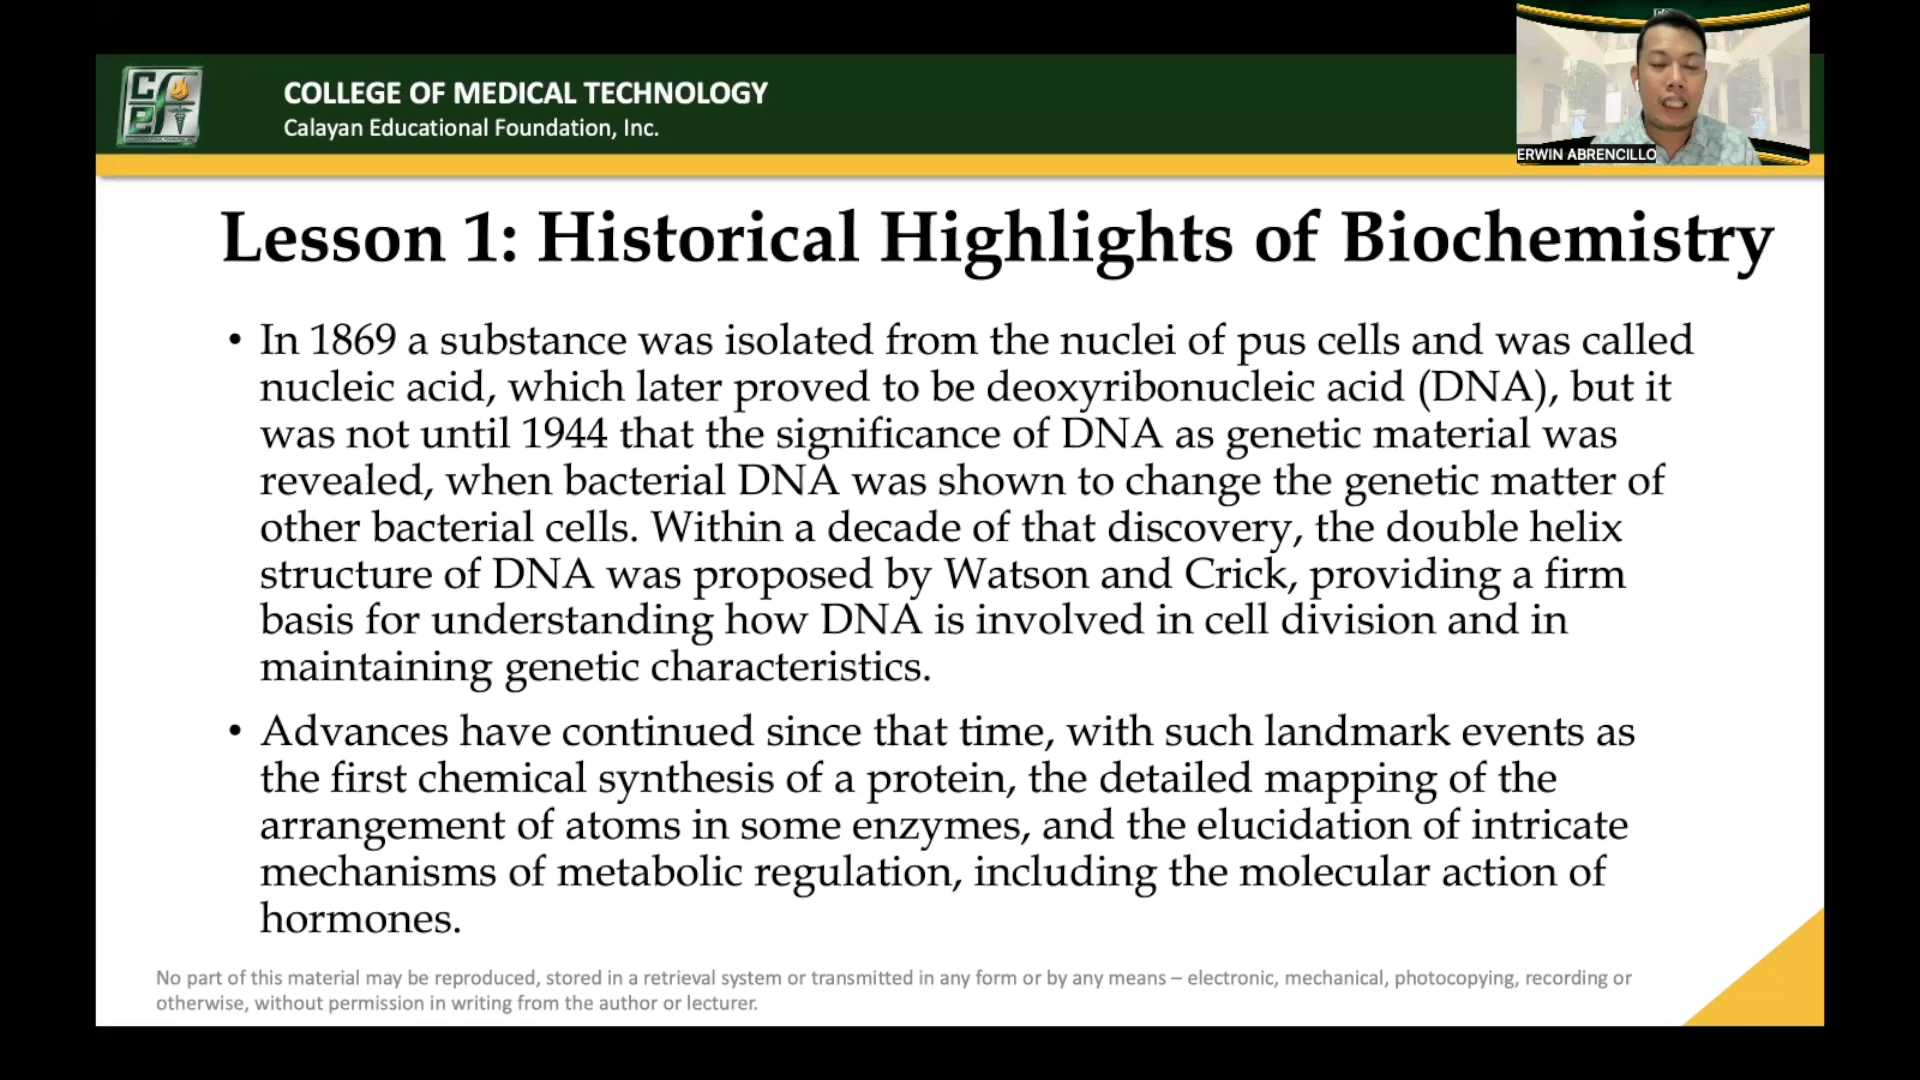 COLLEGE OF MEDICAL TECHNOLOGY
Calayan Educational Foundation, Inc.
ERWIN ABRENCILLO
Lesson 1: Historical Highlights of Biochemistry
• In 1869 a substance was isolated from the nuclei of pus cells and was called
nucleic acid, which later proved to be deoxyribonucleic acid (DNA), but it
was not until 1944 that the significance of DNA as genetic material was
revealed, when bacterial DNA was shown to change the genetic matter of
other bacterial cells. Within a decade of that discovery, the double helix
structure of DNA was proposed by Watson and Crick, providing a firm
basis for understanding how DNA is involved in cell division and in
maintaining genetic characteristics.
• Advances have continued since that time, with such landmark events as
the first chemical synthesis of a protein, the detailed mapping of the
arrangement of atoms in some enzymes, and the elucidation of intricate
mechanisms of metabolic regulation, including the molecular action of
hormones.
No part of this material may be reproduced, stored in a retrieval system or transmitted in any form or by any means – electronic, mechanical, photocopying, recording or
otherwise, without permission in writing from the author or lecturer.